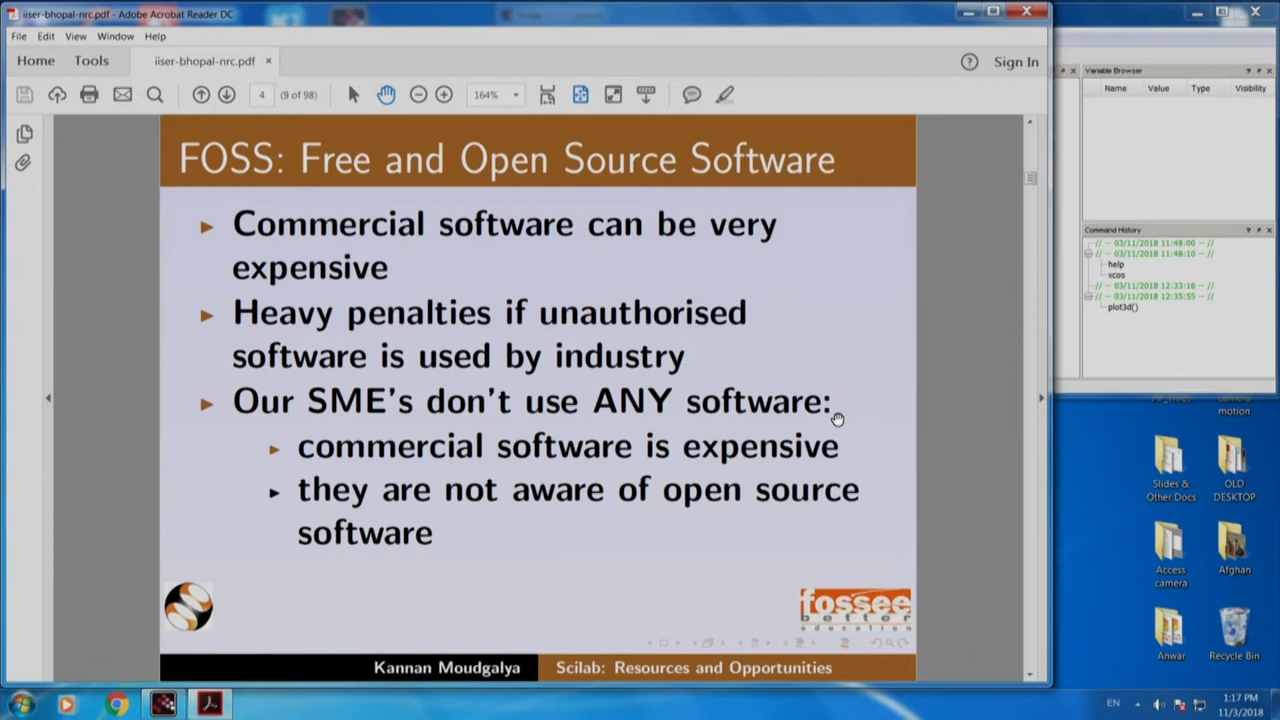 iiser-bhopal-nrc.pdf - Adobe Acrobat Reader DC
File Edit View Window Help
Home Tools iiser-bhopal-nrc.pdf × Sign In
4 (9 of 98) 164%
FOSS: Free and Open Source Software
Commercial software can be very
expensive
Heavy penalties if unauthorised
software is used by industry
Our SME's don't use ANY software:
commercial software is expensive
they are not aware of open source
software
fossee
better
education
Kannan Moudgalya Scilab: Resources and Opportunities
Variable Browser
Name Value Type Visibility
Command History
// -- 03/11/2018 11:48:00 -- //
// -- 03/11/2018 11:48:10 -- //
help
xcos
// -- 03/11/2018 12:33:16 -- //
// -- 03/11/2018 12:35:55 -- //
plot3d()
motion
Slides &
Other Docs
OLD
DESKTOP
Access
camera
Afghan
Anwar
Recycle Bin
EN
1:17 PM
11/3/2018